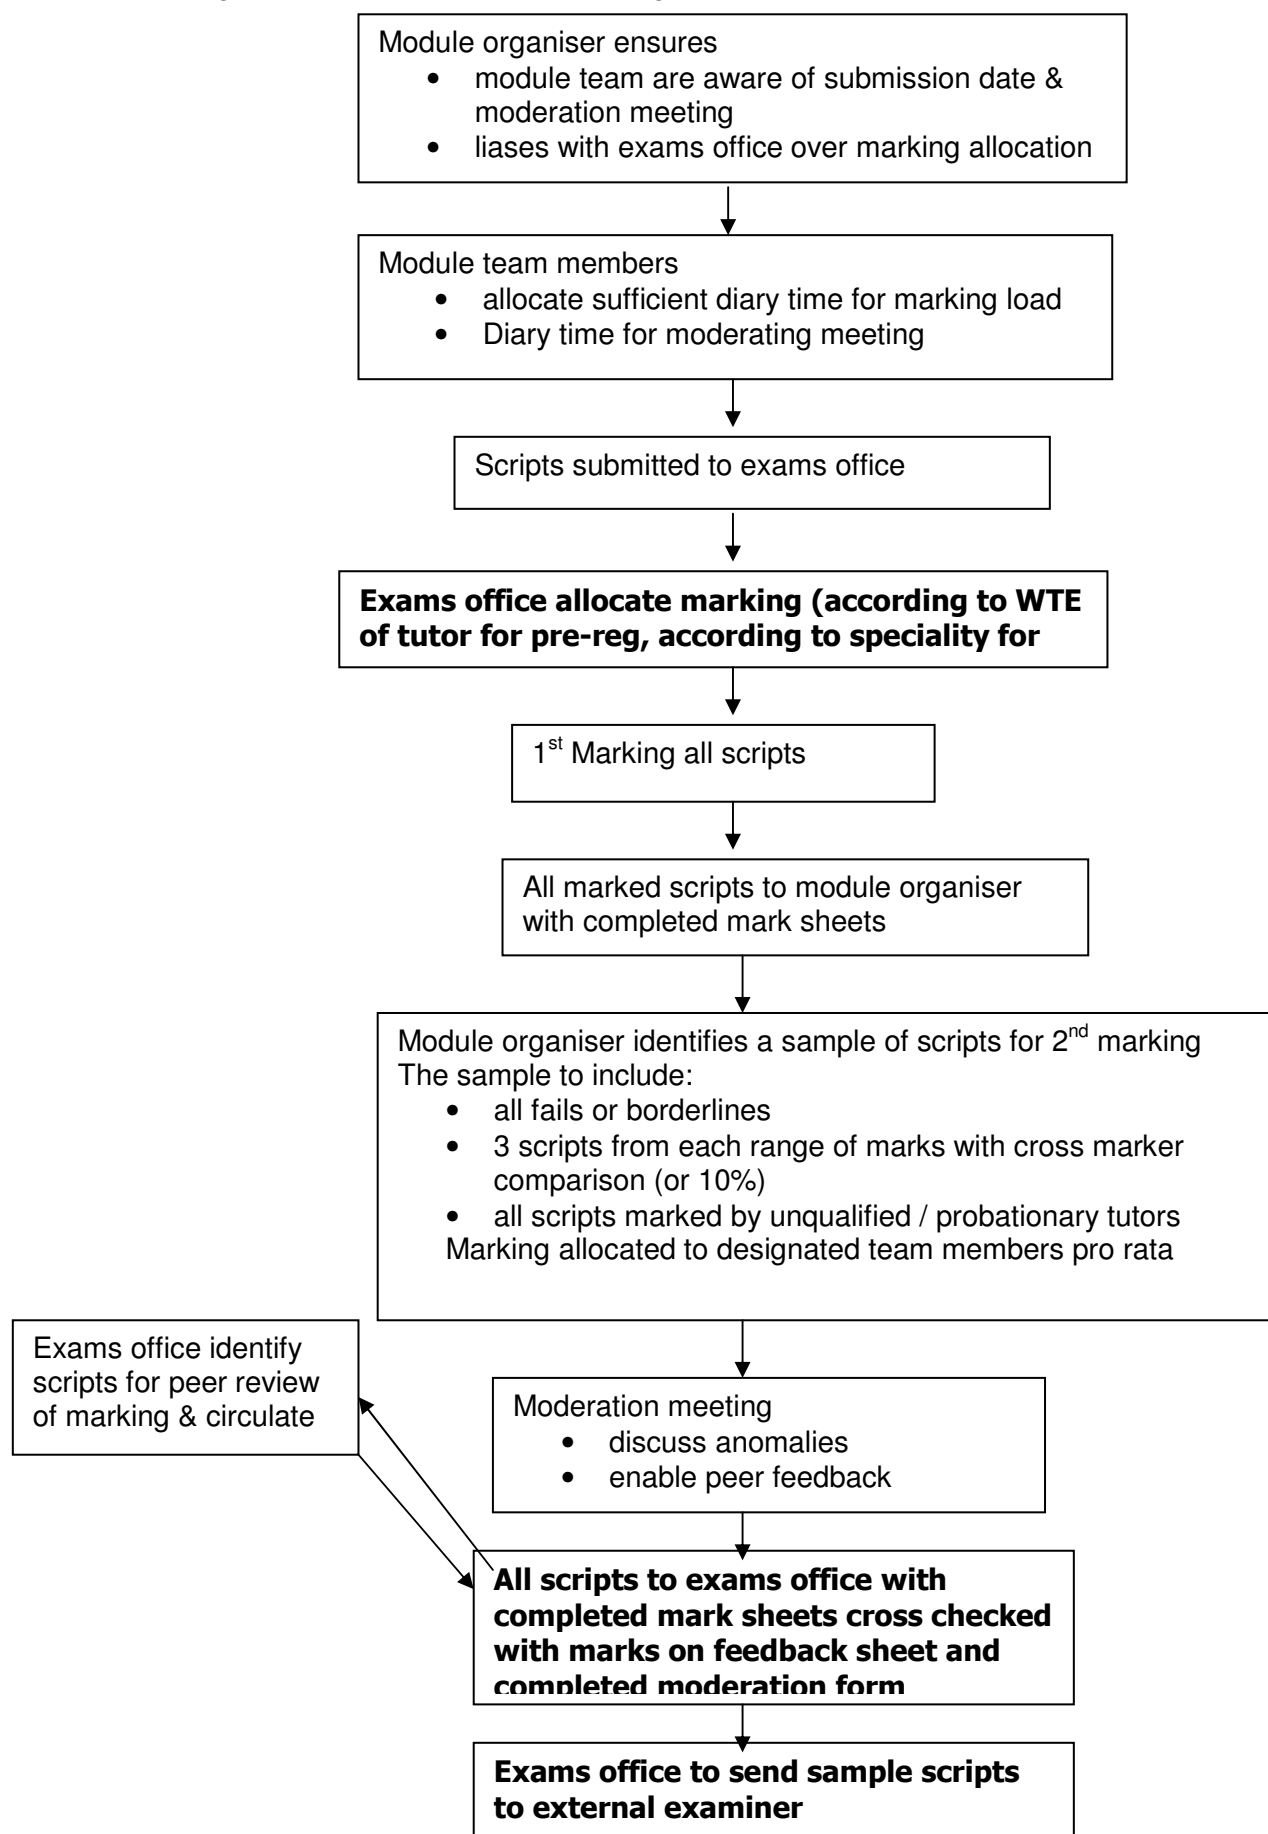 Module organiser ensures
• module team are aware of submission date &
moderation meeting
• liases with exams office over marking allocation
Module team members
• allocate sufficient diary time for marking load
• Diary time for moderating meeting
Scripts submitted to exams office
Exams office allocate marking (according to WTE
of tutor for pre-reg, according to speciality for
1st Marking all scripts
All marked scripts to module organiser
with completed mark sheets
Module organiser identifies a sample of scripts for 2nd marking
The sample to include:
• all fails or borderlines
• 3 scripts from each range of marks with cross marker
comparison (or 10%)
• all scripts marked by unqualified / probationary tutors
Marking allocated to designated team members pro rata
Exams office identify
scripts for peer review
of marking & circulate
Moderation meeting
• discuss anomalies
• enable peer feedback
All scripts to exams office with
completed mark sheets cross checked
with marks on feedback sheet and
completed moderation form
Exams office to send sample scripts
to external examiner